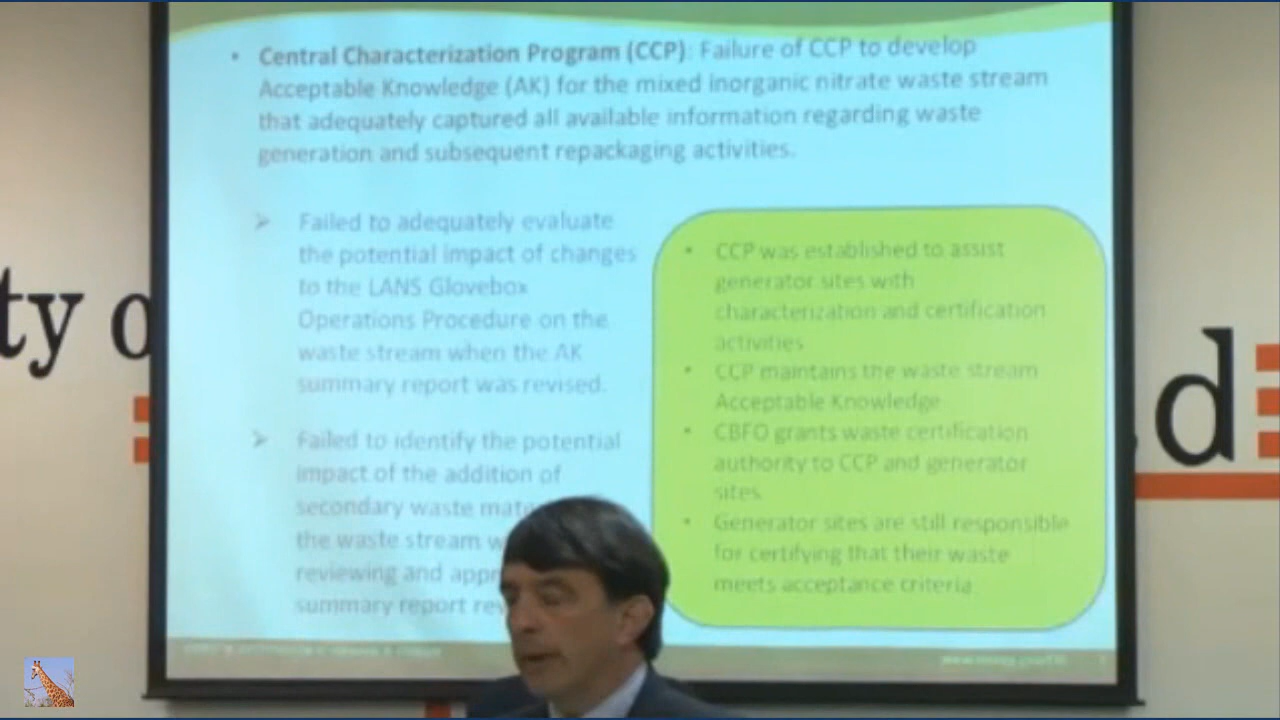 • Central Characterization Program (CCP): Failure of CCP to develop
Acceptable Knowledge (AK) for the mixed inorganic nitrate waste stream
that adequately captured all available information regarding waste
generation and subsequent repackaging activities.
➢ Failed to adequately evaluate
the potential impact of changes
to the LANS Glovebox
Operations Procedure on the
waste stream when the AK
summary report was revised.
➢ Failed to identify the potential
impact of the addition of
secondary waste mate
the waste stream w
reviewing and appr
summary report rev
• CCP was established to assist
generator sites with
characterization and certification
activities
• CCP maintains the waste stream
Acceptable Knowledge
• CBFO grants waste certification
authority to CCP and generator
sites.
• Generator sites are still responsible
for certifying that their waste
meets acceptance criteria.
ty o
d